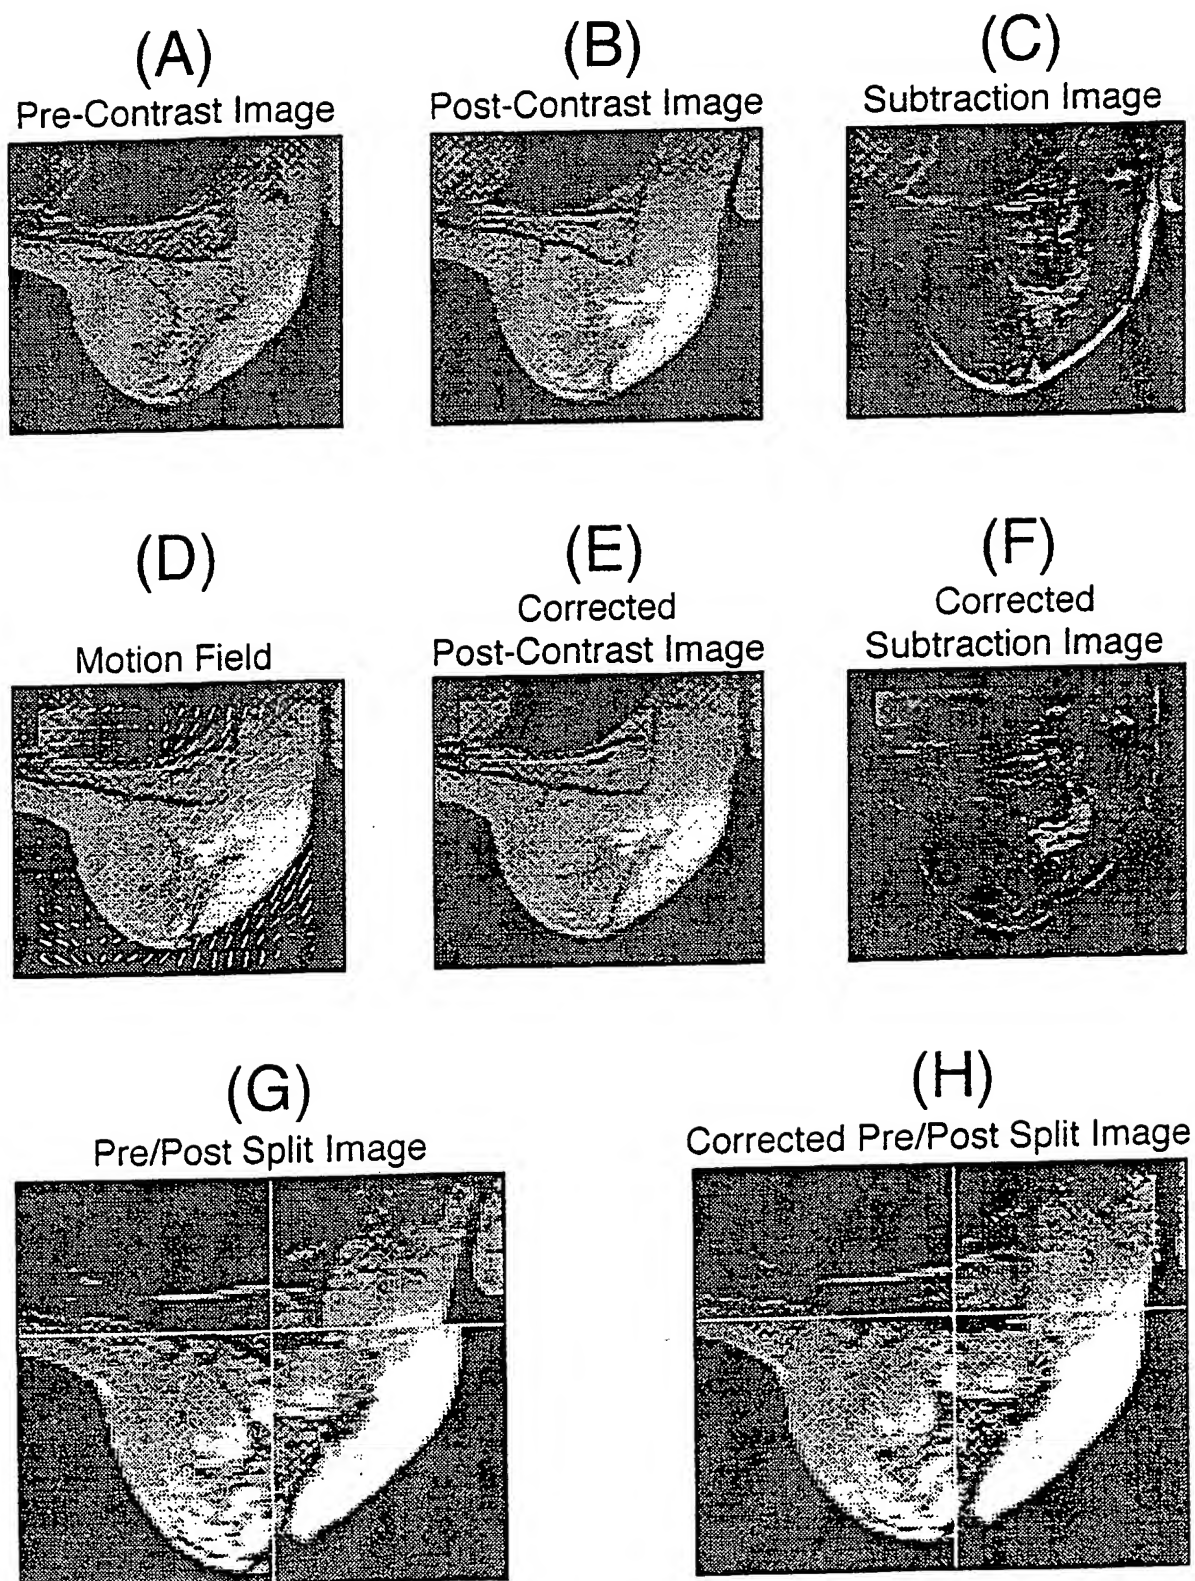 (A)
Pre-Contrast Image
(B)
Post-Contrast Image
(C)
Subtraction Image
(D)
Motion Field
(E)
Corrected
Post-Contrast Image
(F)
Corrected
Subtraction Image
(G)
Pre/Post Split Image
(H)
Corrected Pre/Post Split Image